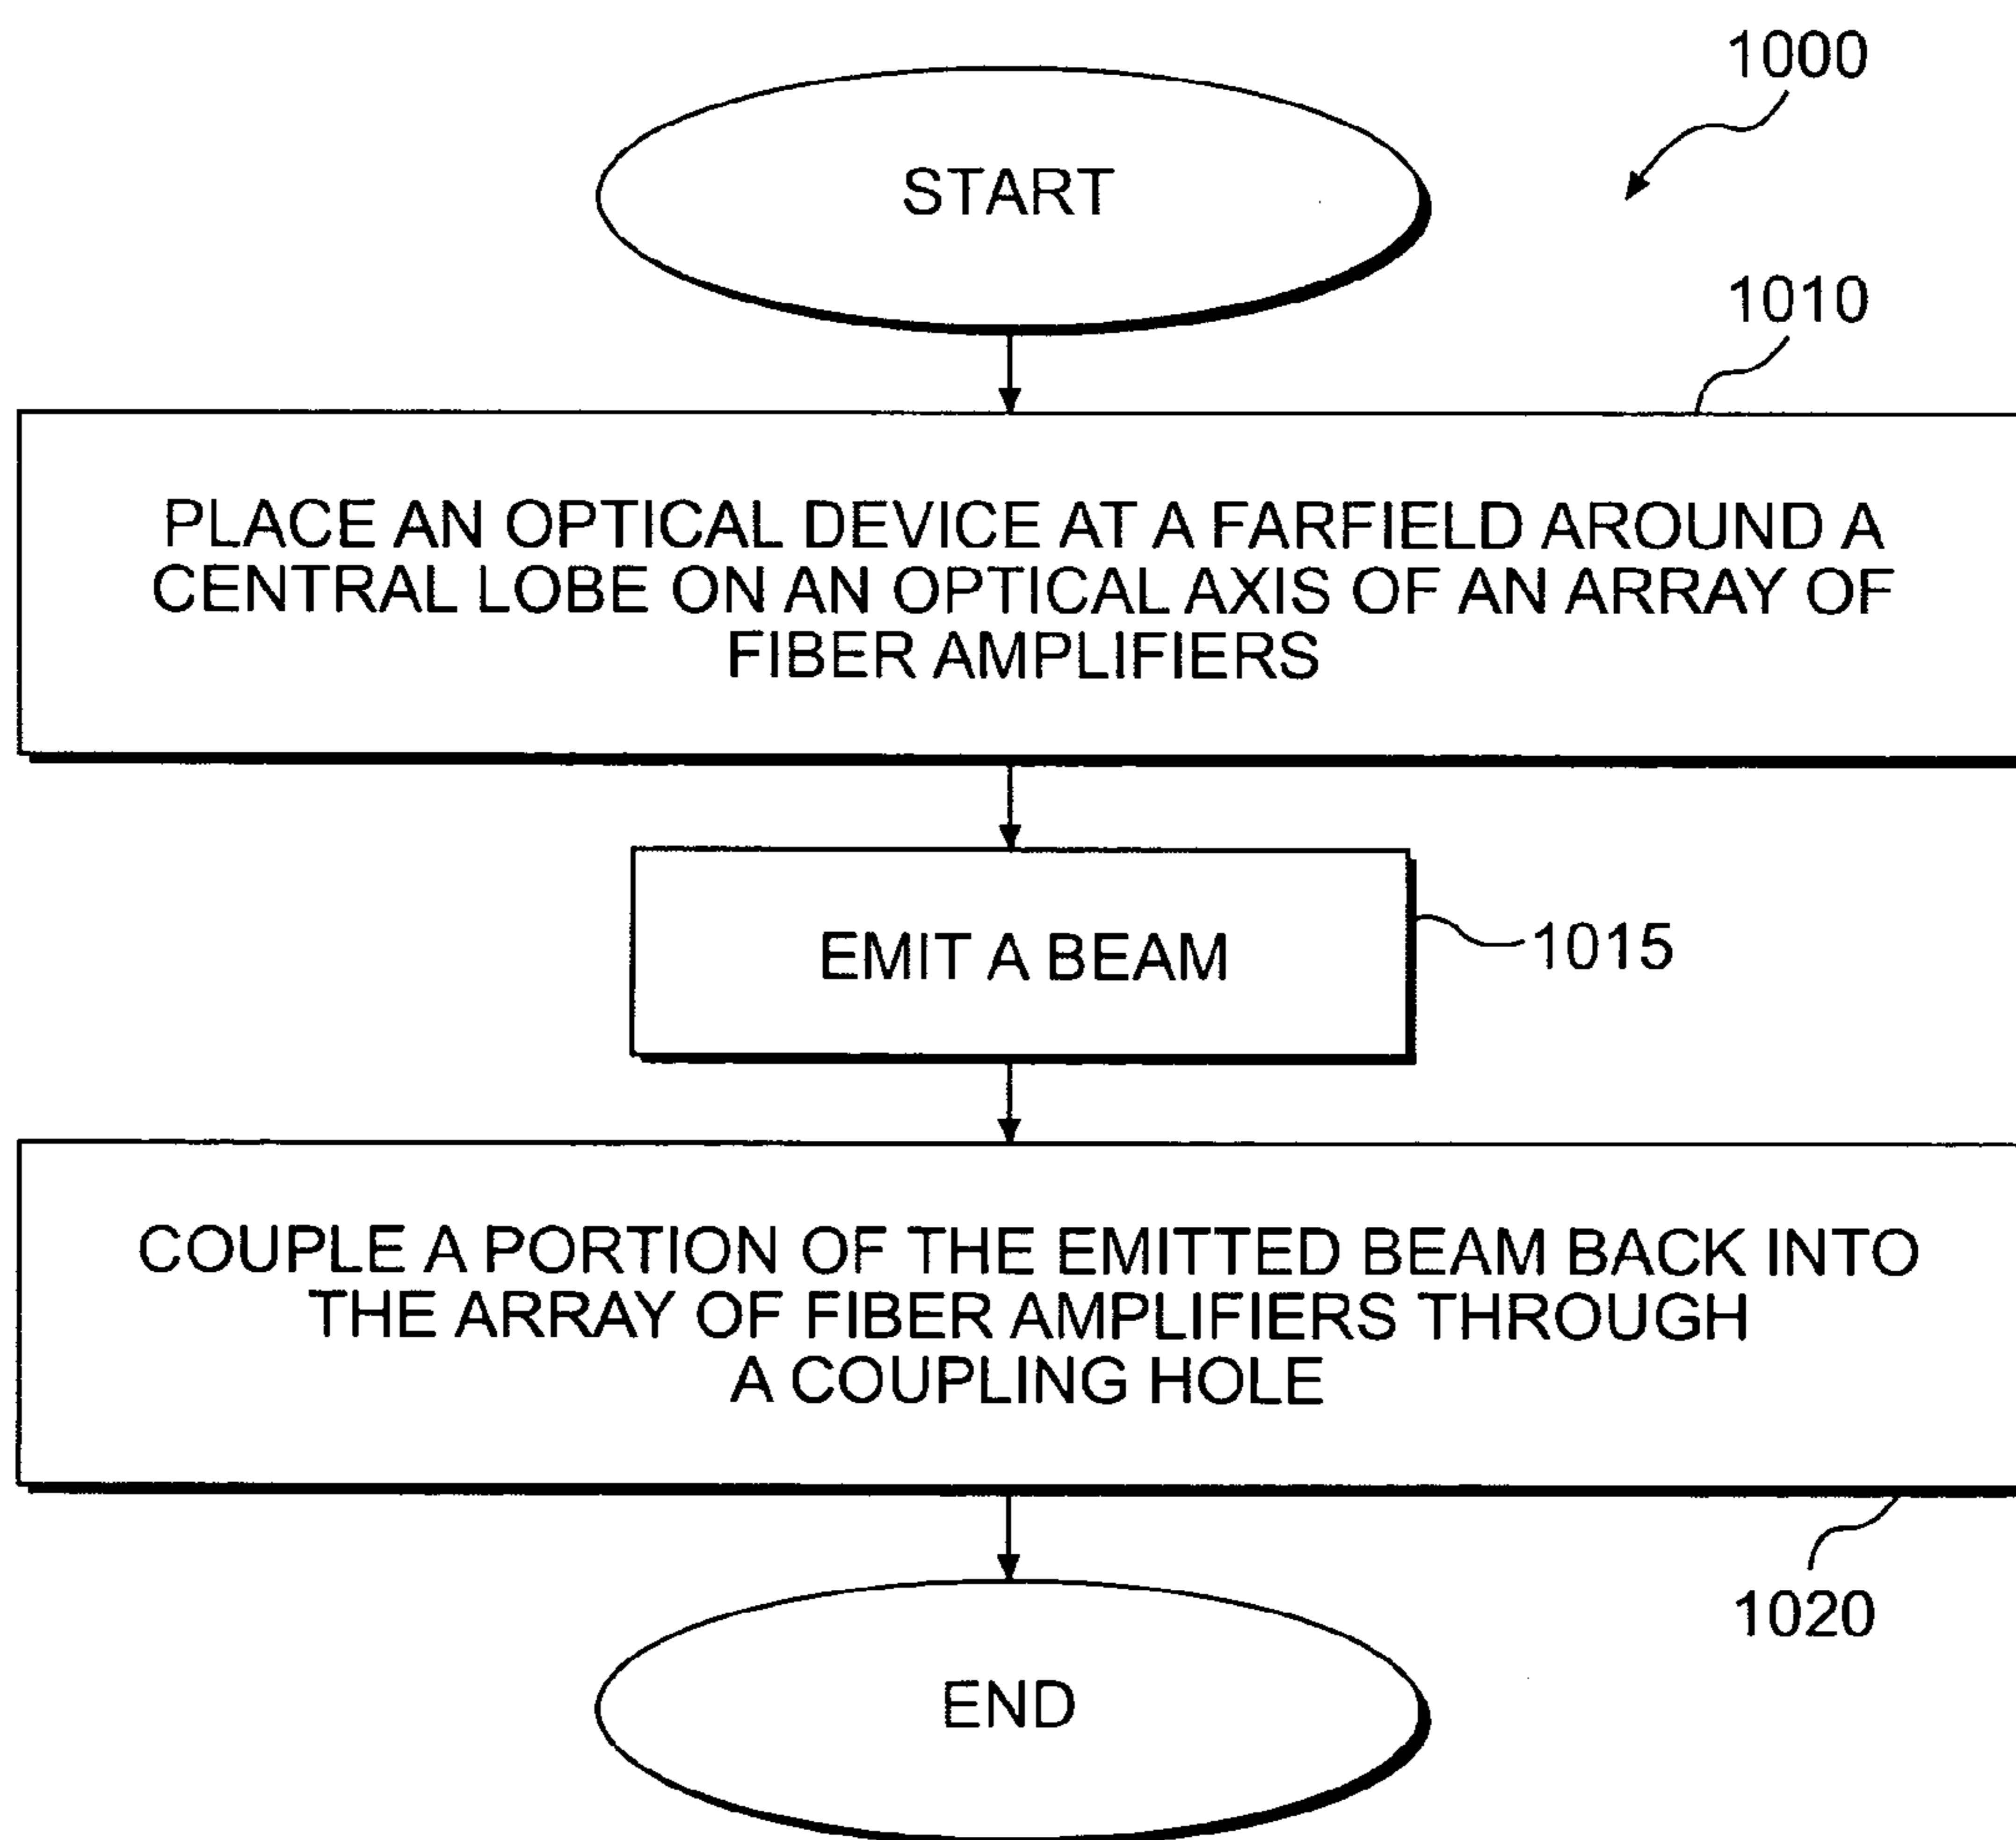 1000
START
1010
PLACE AN OPTICAL DEVICE AT A FARFIELD AROUND A
CENTRAL LOBE ON AN OPTICAL AXIS OF AN ARRAY OF
FIBER AMPLIFIERS
EMIT A BEAM
1015
COUPLE A PORTION OF THE EMITTED BEAM BACK INTO
THE ARRAY OF FIBER AMPLIFIERS THROUGH
A COUPLING HOLE
1020
END